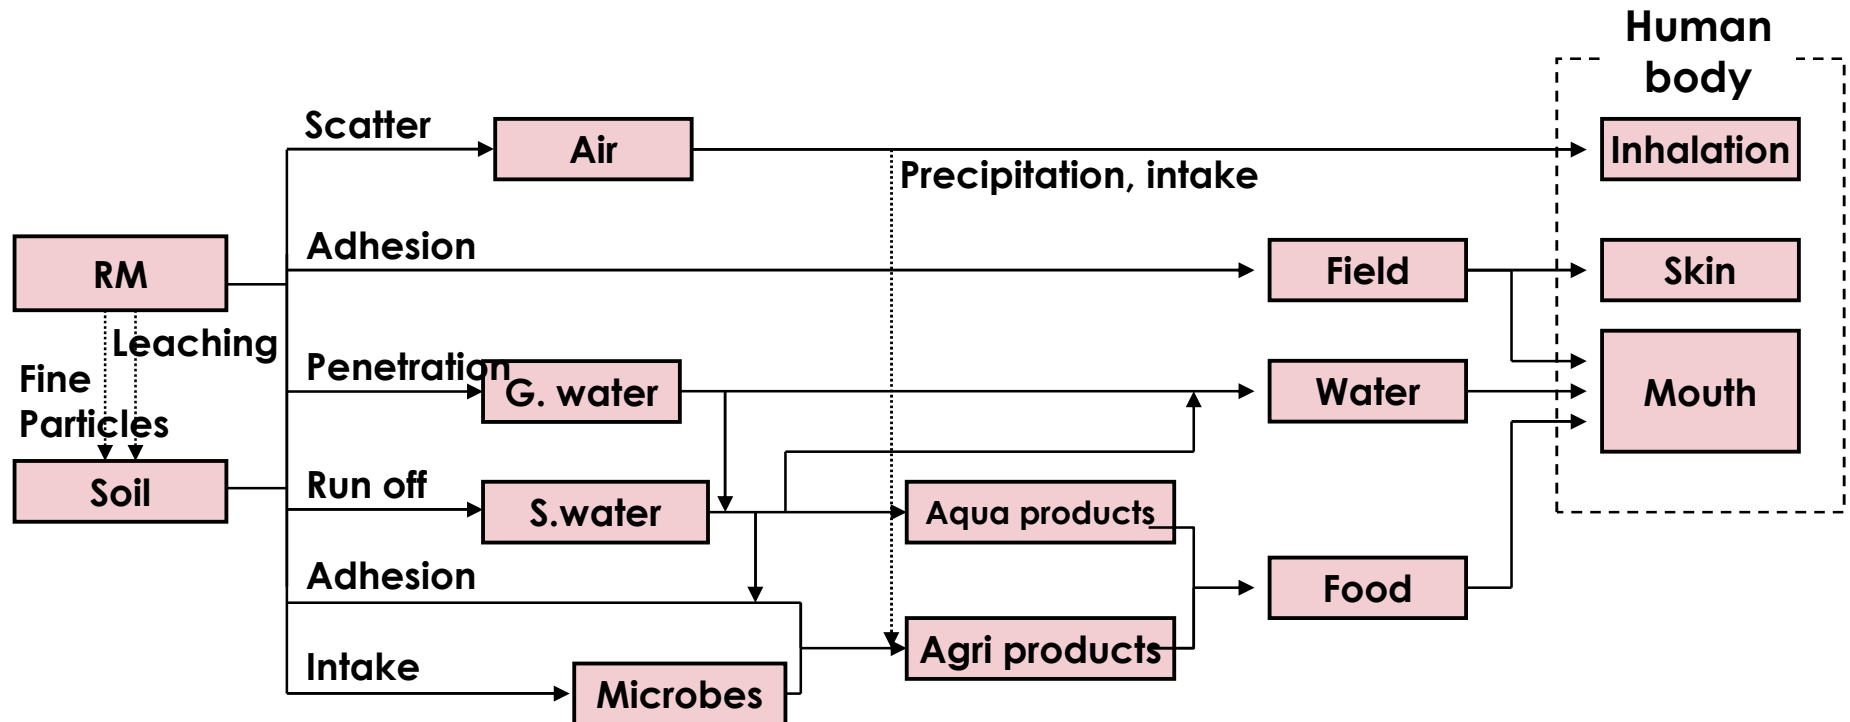 Human
body
Scatter
Air
Inhalation
Precipitation, intake
Adhesion
RM
Field
Skin
Leaching
Penetration
Fine
Particles
G. water
Water
Mouth
Run off
Soil
S.water
Aqua products
Adhesion
Food
Agri products
Intake
Microbes